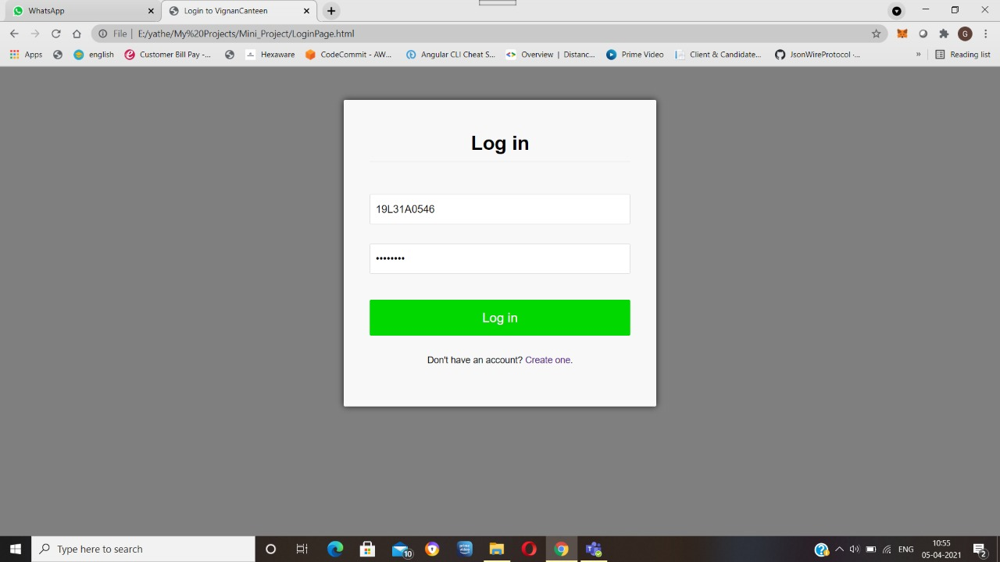 WhatsApp
Login to VignanCanteen
File | E:/yathe/My%20Projects/Mini_Project/LoginPage.html
G
Apps
english
Customer Bill Pay -...
Hexaware
CodeCommit - AW...
Angular CLI Cheat S...
Overview | Distanc...
Prime Video
Client & Candidate...
JsonWireProtocol ·...
»
Reading list
Log in
19L31A0546
••••••••
Log in
Don't have an account? Create one.
Type here to search
10
prime video
ENG
10:55
05-04-2021
2